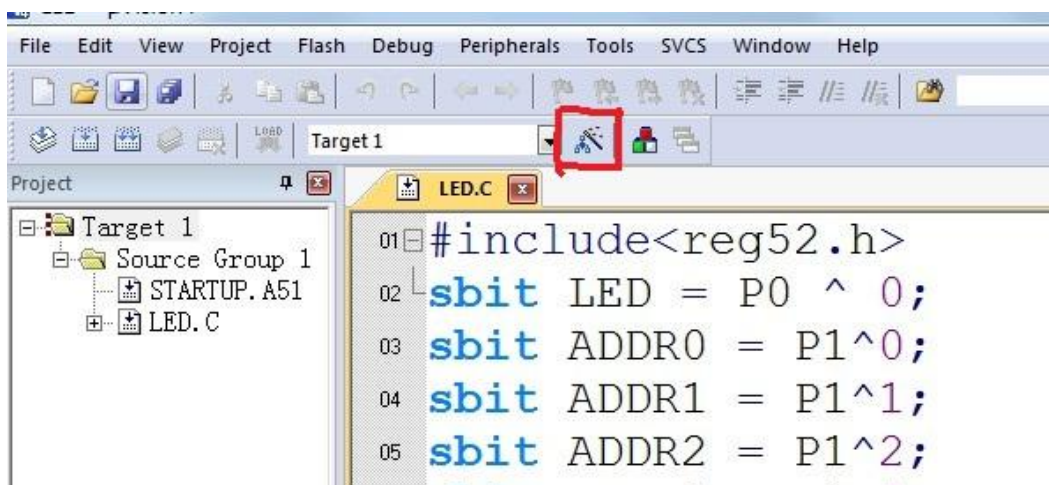 File Edit View Project Flash Debug Peripherals Tools SVCS Window Help
LOAD Target 1
Project
LED.C
Target 1
Source Group 1
STARTUP.A51
LED.C
01 #include<reg52.h>
02 sbit LED = P0 ^ 0;
03 sbit ADDR0 = P1^0;
04 sbit ADDR1 = P1^1;
05 sbit ADDR2 = P1^2;